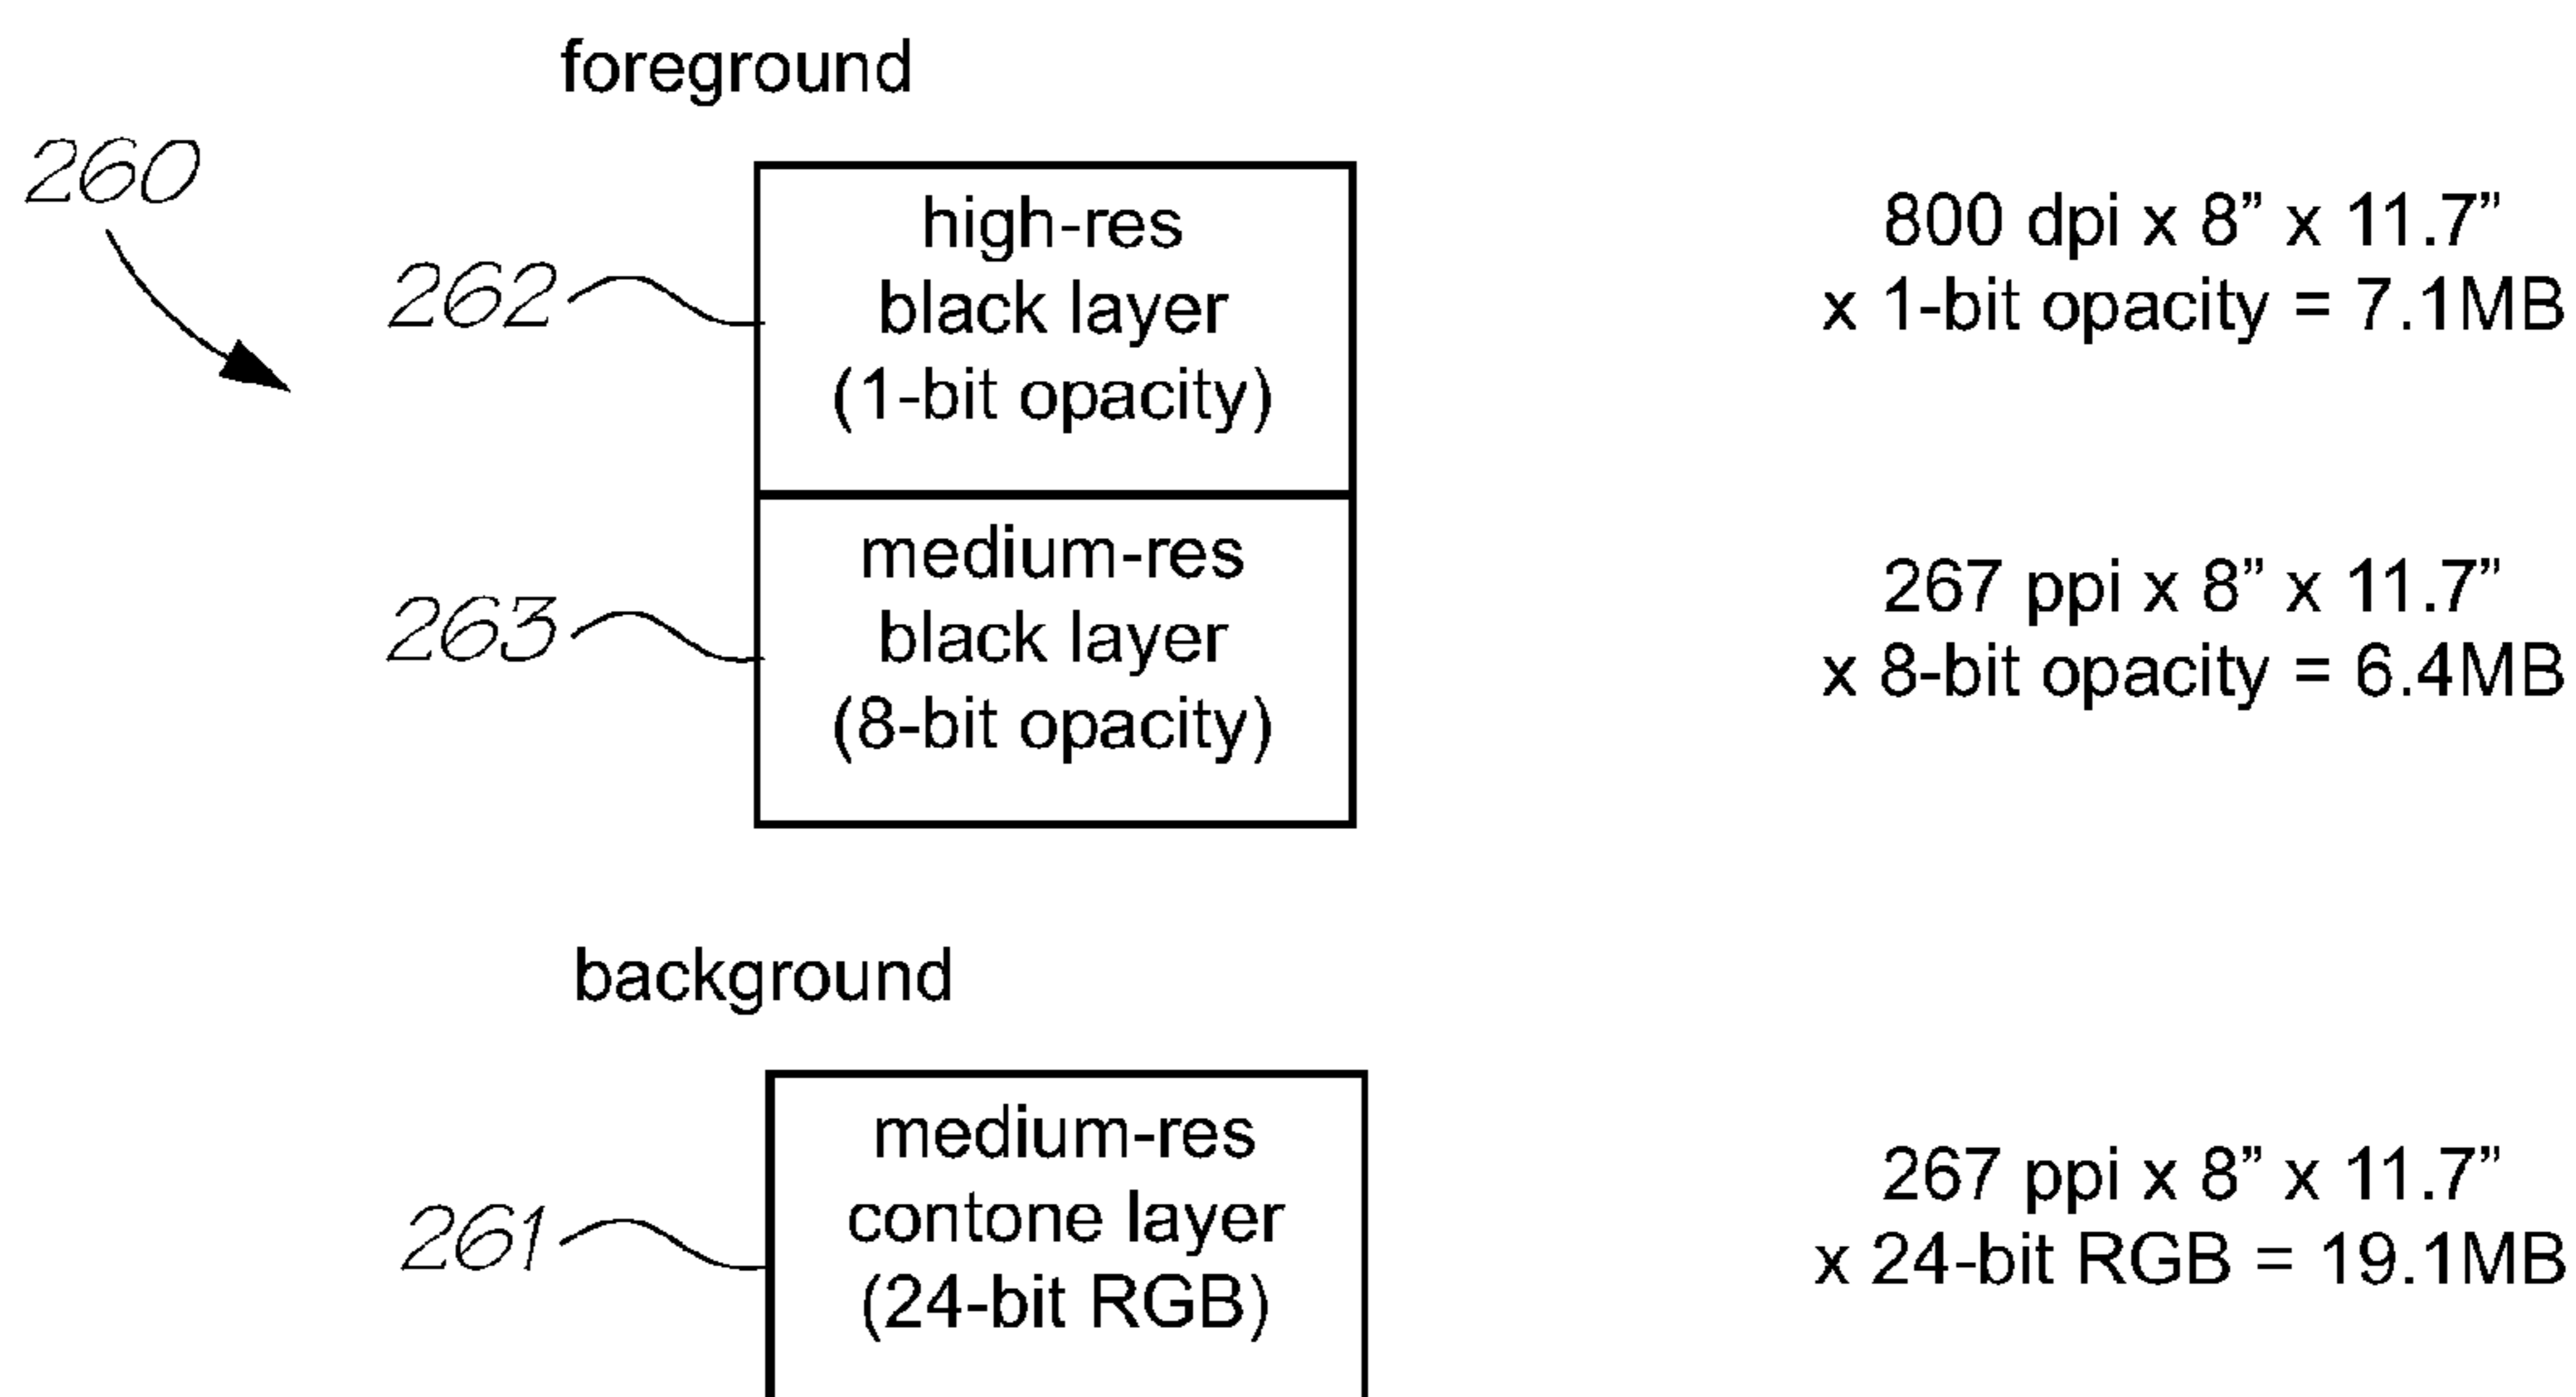 foreground
260
262
high-res
black layer
(1-bit opacity)
800 dpi x 8” x 11.7”
x 1-bit opacity = 7.1MB
263
medium-res
black layer
(8-bit opacity)
267 ppi x 8” x 11.7”
x 8-bit opacity = 6.4MB
background
261
medium-res
contone layer
(24-bit RGB)
267 ppi x 8” x 11.7”
x 24-bit RGB = 19.1MB